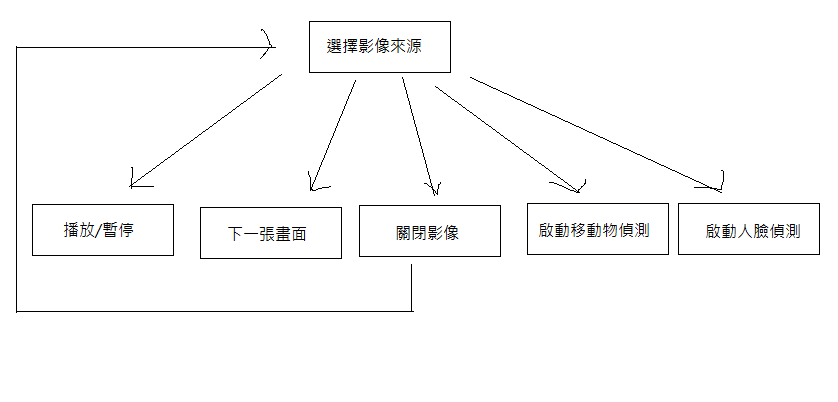 選擇影像來源
播放/暫停
下一張畫面
關閉影像
啟動移動物偵測
啟動人臉偵測